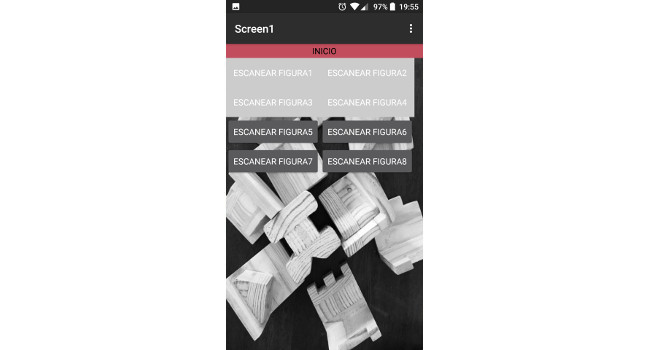 97% 19:55
Screen1
INICIO
ESCANEAR FIGURA1 ESCANEAR FIGURA2
ESCANEAR FIGURA3 ESCANEAR FIGURA4
ESCANEAR FIGURA5 ESCANEAR FIGURA6
ESCANEAR FIGURA7 ESCANEAR FIGURA8